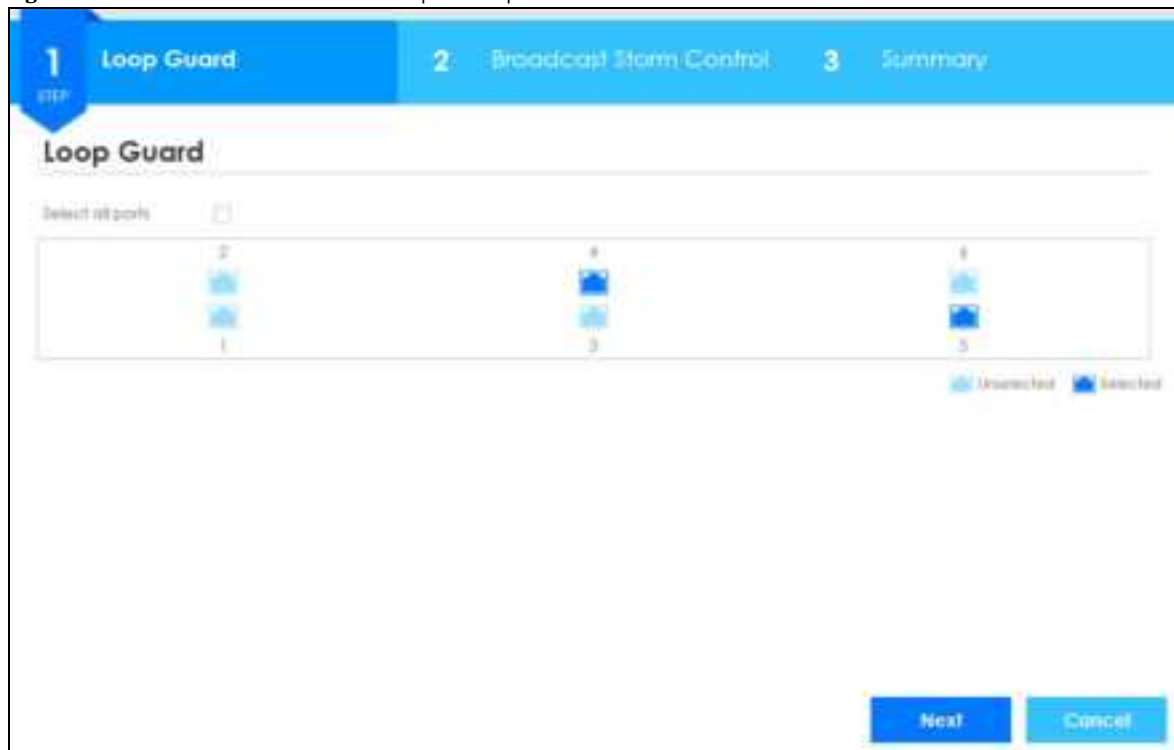 1 Loop Guard 2 Broadcast Storm Control 3 Summary
STEP
Loop Guard
Select all ports
2 4 6
1 3 5
Unselected Selected
Next Cancel